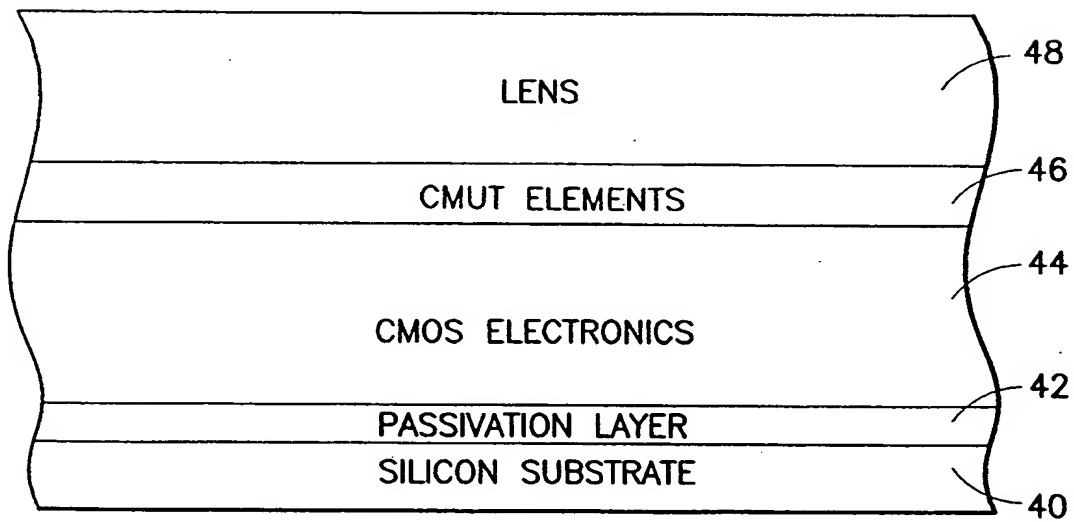 LENS
48
CMUT ELEMENTS
46
CMOS ELECTRONICS
44
PASSIVATION LAYER
42
SILICON SUBSTRATE
40